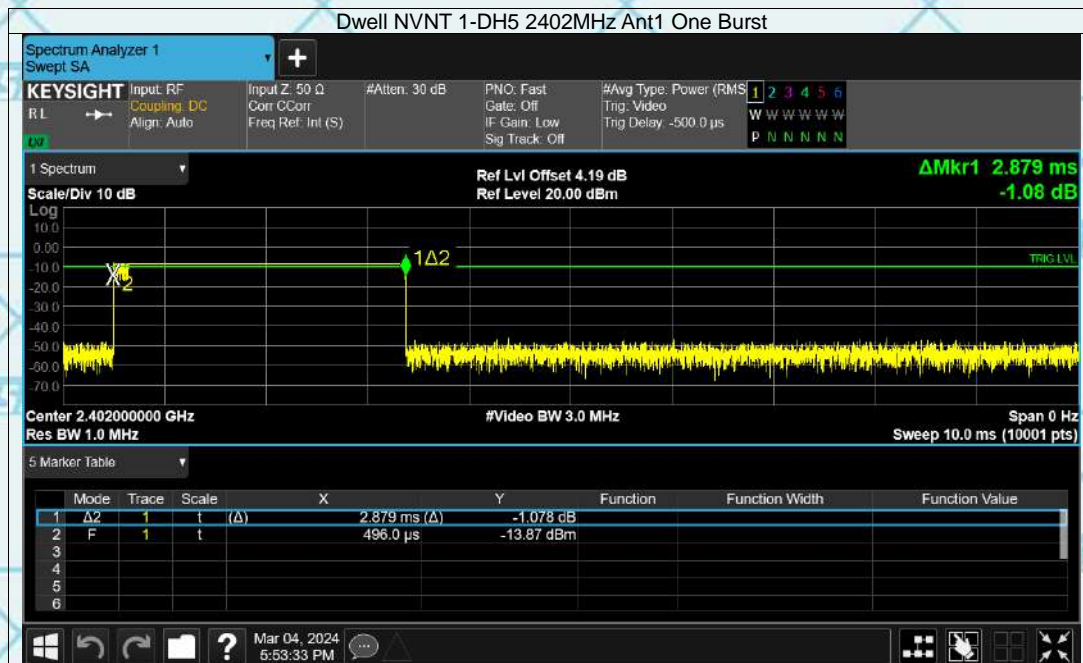 Dwell NVNT 1-DH5 2402MHz Ant1 One Burst
Spectrum Analyzer 1
Swept SA
+
KEYSIGHT
Input: RF
Input Z: 50 Ω
#Atten: 30 dB
PNO: Fast
#Avg Type: Power (RMS
1 2 3 4 5 6
R L
Coupling: DC
Corr CCorr
Gate: Off
Trig: Video
W W W W W W
Align: Auto
Freq Ref: Int (S)
IF Gain: Low
Trig Delay: -500.0 µs
Sig Track: Off
P N N N N N
LXI
1 Spectrum
Ref Lvl Offset 4.19 dB
ΔMkr1 2.879 ms
Scale/Div 10 dB
Ref Level 20.00 dBm
-1.08 dB
Log
10.0
0.00
1Δ2
TRIG LVL
-10.0
X2
-20.0
-30.0
-40.0
-50.0
-60.0
-70.0
Center 2.402000000 GHz
#Video BW 3.0 MHz
Span 0 Hz
Res BW 1.0 MHz
Sweep 10.0 ms (10001 pts)
5 Marker Table
Mode Trace Scale X Y Function Function Width Function Value
1 Δ2 1 t (Δ) 2.879 ms (Δ) -1.078 dB
2 F 1 t 496.0 µs -13.87 dBm
3
4
5
6
?
Mar 04, 2024
5:53:33 PM